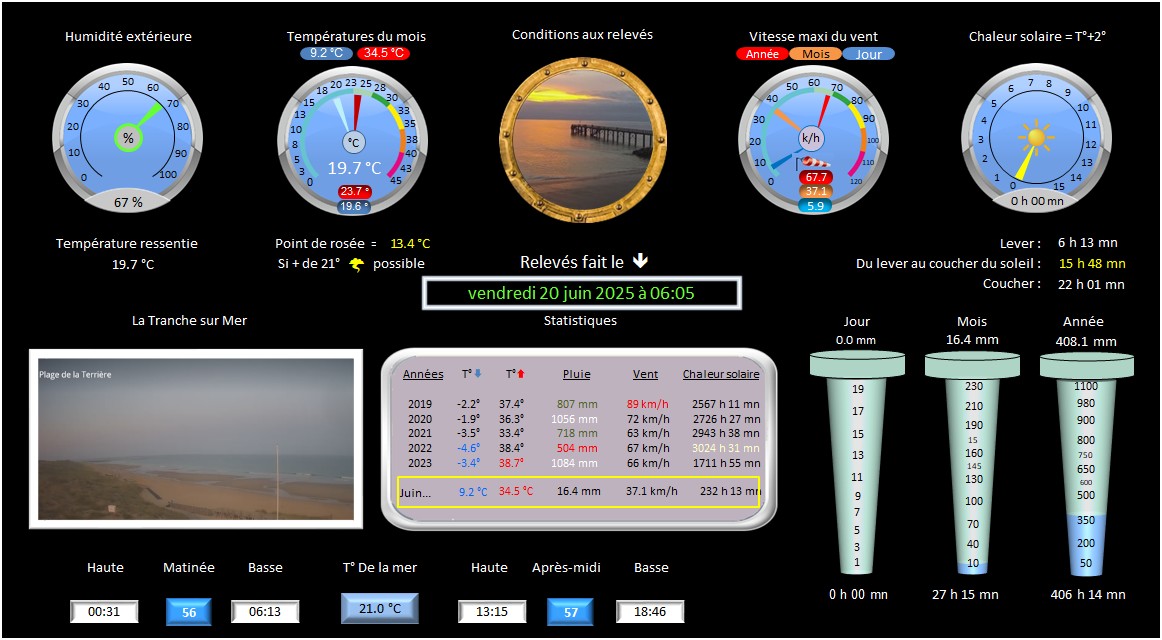 Humidité extérieure
Températures du mois
9.2 °C 34.5 °C
Conditions aux relevés
Vitesse maxi du vent
Année Mois Jour
Chaleur solaire = T°+2°
0 10 20 30 40 50 60 70 80 90 100
%
67 %
0 3 5 8 10 13 15 18 20 23 25 28 30 33 35 38 40 43 45
°C
19.7 °C
23.7 °
19.6 °
0 10 20 30 40 50 60 70 80 90 100 110 120
k/h
67.7
37.1
5.9
0 1 2 3 4 5 6 7 8 9 10 11 12 13 14 15
0 h 00 mn
Température ressentie
19.7 °C
Point de rosée = 13.4 °C
Si + de 21° possible
Relevés fait le
vendredi 20 juin 2025 à 06:05
Lever : 6 h 13 mn
Du lever au coucher du soleil : 15 h 48 mn
Coucher : 22 h 01 mn
La Tranche sur Mer
Plage de la Terrière
Statistiques
Années T° T° Pluie Vent Chaleur solaire
2019 -2.2° 37.4° 807 mm 89 km/h 2567 h 11 mn
2020 -1.9° 36.3° 1056 mm 72 km/h 2726 h 27 mn
2021 -3.5° 33.4° 718 mm 63 km/h 2943 h 38 mn
2022 -4.6° 38.4° 504 mm 67 km/h 3024 h 31 mn
2023 -3.4° 38.7° 1084 mm 66 km/h 1711 h 55 mn
Juin... 9.2 °C 34.5 °C 16.4 mm 37.1 km/h 232 h 13 mn
Jour
0.0 mm
19
17
15
13
11
9
7
5
3
1
0 h 00 mn
Mois
16.4 mm
230
210
190
15
160
145
130
100
70
40
10
27 h 15 mn
Année
408.1 mm
1100
980
900
800
750
650
600
500
350
200
50
406 h 14 mn
Haute Matinée Basse
00:31 56 06:13
T° De la mer
21.0 °C
Haute Après-midi Basse
13:15 57 18:46